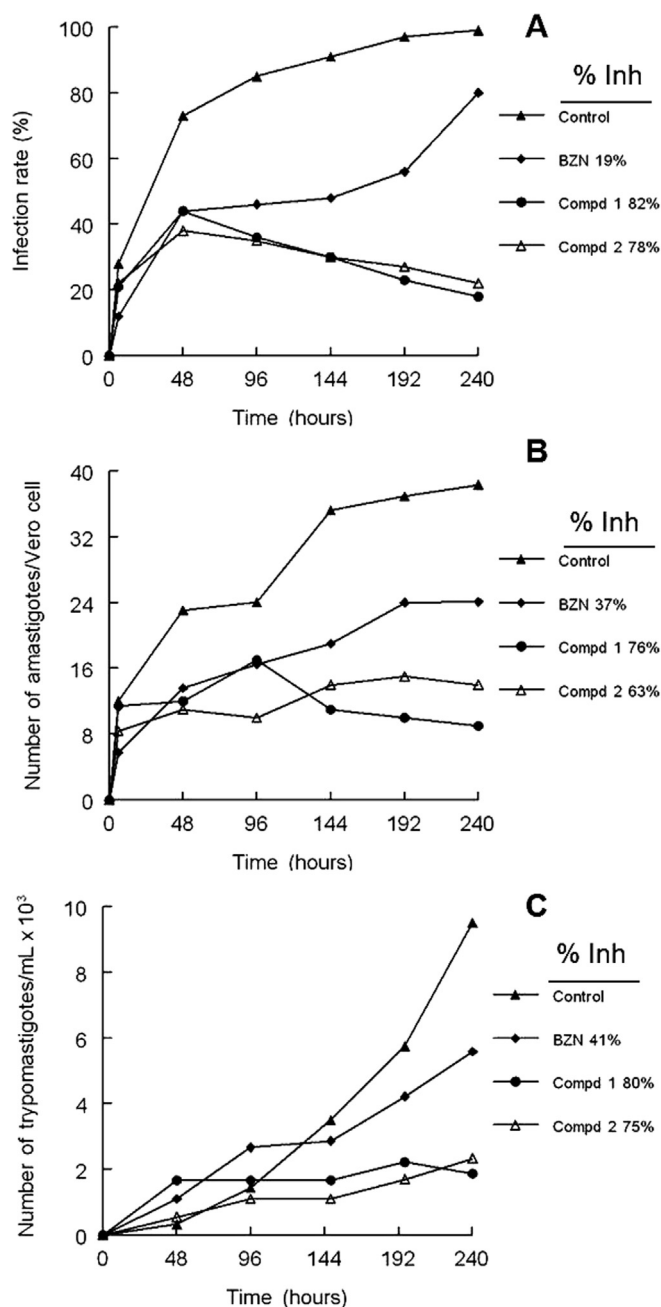 A
100
80
60
40
20
0
Infection rate (%)
0 48 96 144 192 240
Time (hours)
% Inh
Control
BZN 19%
Compd 1 82%
Compd 2 78%
B
40
32
24
16
8
0
Number of amastigotes/Vero cell
0 48 96 144 192 240
Time (hours)
% Inh
Control
BZN 37%
Compd 1 76%
Compd 2 63%
C
10
8
6
4
2
0
Number of trypomastigotes/mL x 10³
0 48 96 144 192 240
Time (hours)
% Inh
Control
BZN 41%
Compd 1 80%
Compd 2 75%